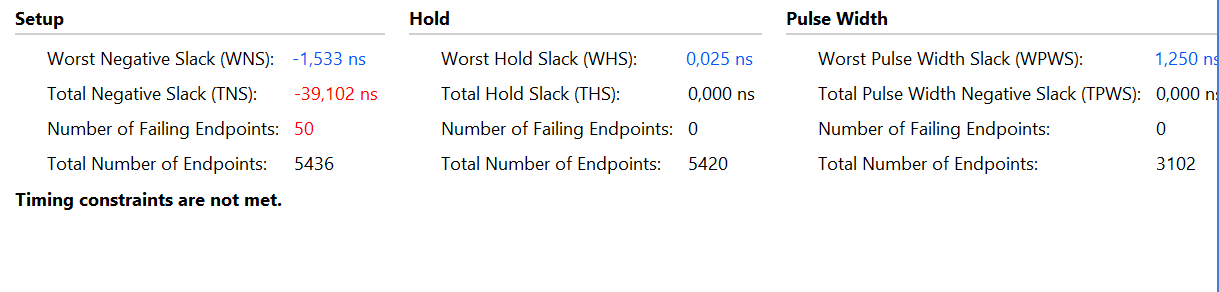 Setup
Worst Negative Slack (WNS): -1,533 ns
Total Negative Slack (TNS): -39,102 ns
Number of Failing Endpoints: 50
Total Number of Endpoints: 5436
Timing constraints are not met.
Hold
Worst Hold Slack (WHS): 0,025 ns
Total Hold Slack (THS): 0,000 ns
Number of Failing Endpoints: 0
Total Number of Endpoints: 5420
Pulse Width
Worst Pulse Width Slack (WPWS): 1,250 ns
Total Pulse Width Negative Slack (TPWS): 0,000 n
Number of Failing Endpoints: 0
Total Number of Endpoints: 3102